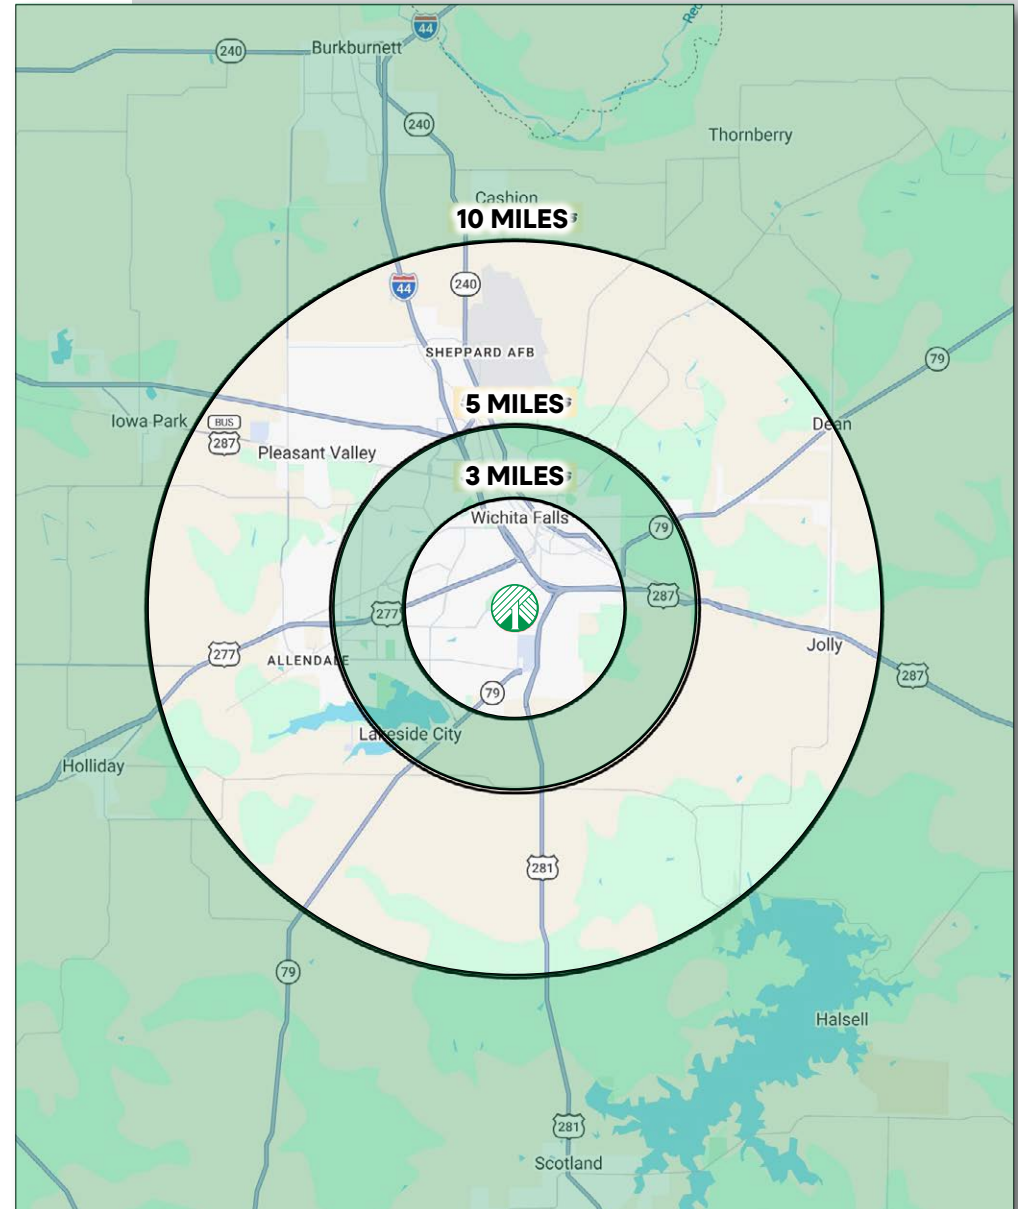 44
240
Burkburnett
240
Thornberry
Cashion
10 MILES
44
240
SHEPPARD AFB
79
5 MILES
Iowa Park
BUS
287
Dean
Pleasant Valley
3 MILES
Wichita Falls
79
277
287
Jolly
277
ALLENDALE
287
79
Lakeside City
Holliday
281
79
Halsell
281
Scotland